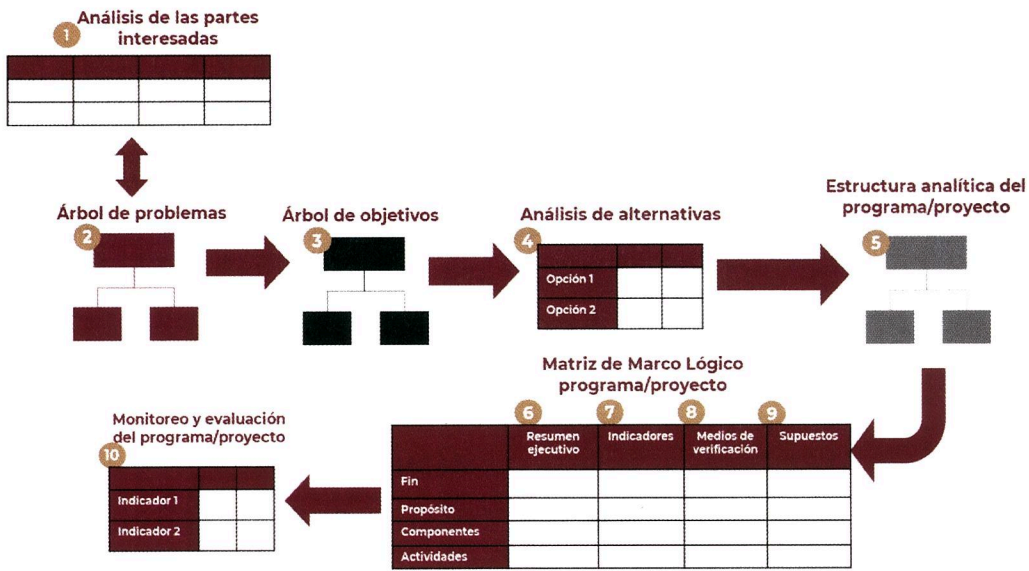 Análisis de las partes
interesadas
1
Árbol de problemas
2
Árbol de objetivos
3
Análisis de alternativas
4
Opción 1
Opción 2
Estructura analítica del
programa/proyecto
5
Matriz de Marco Lógico
programa/proyecto
6
7
8
9
Resumen
ejecutivo
Indicadores
Medios de
verificación
Supuestos
Fin
Propósito
Componentes
Actividades
Monitoreo y evaluación
del programa/proyecto
10
Indicador 1
Indicador 2